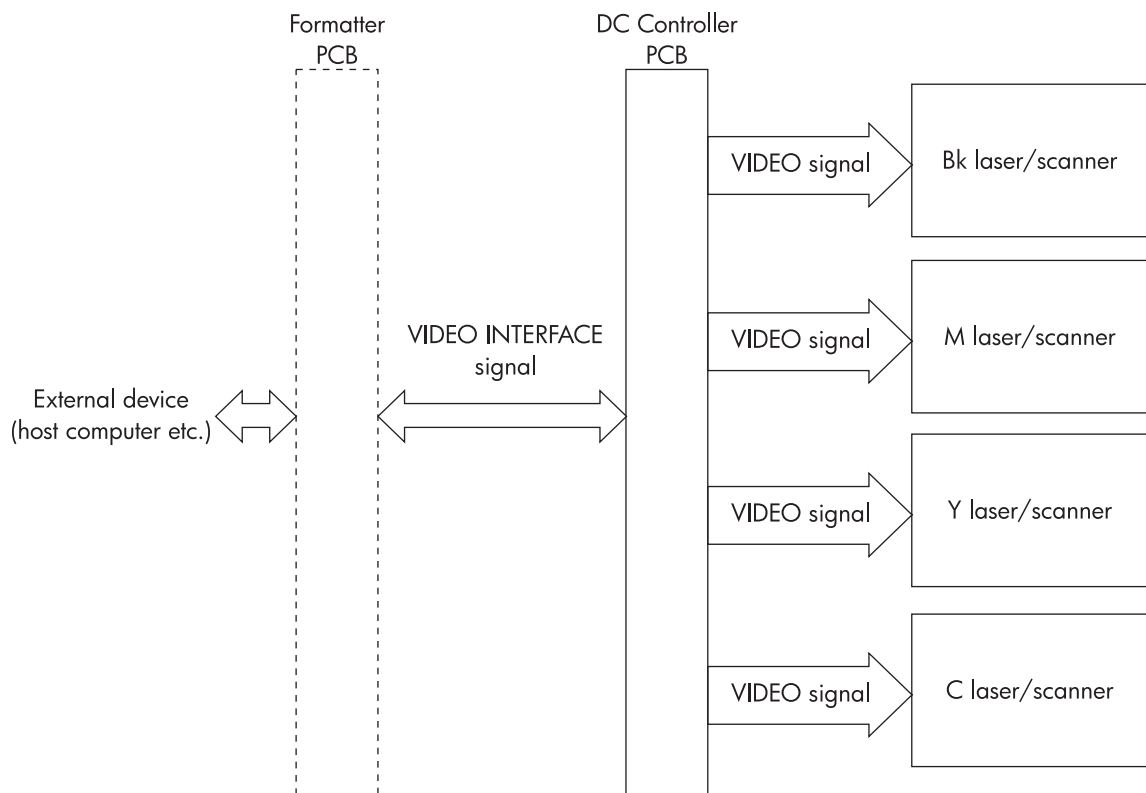 Formatter
PCB
DC Controller
PCB
VIDEO signal
Bk laser/scanner
VIDEO signal
M laser/scanner
VIDEO INTERFACE
signal
External device
(host computer etc.)
VIDEO signal
Y laser/scanner
VIDEO signal
C laser/scanner